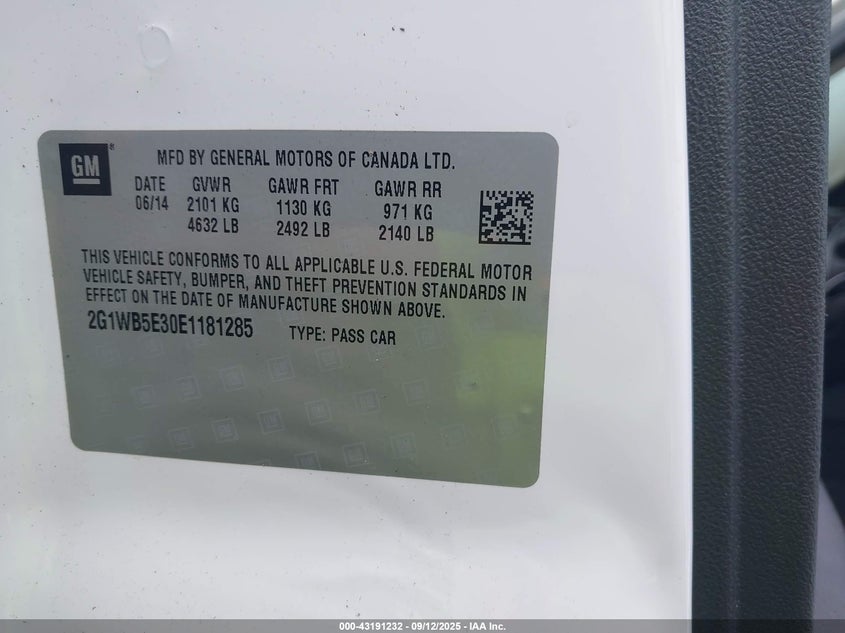 GM ®
MFD BY GENERAL MOTORS OF CANADA LTD.
DATE GVWR GAWR FRT GAWR RR
06/14 2101 KG 1130 KG 971 KG
4632 LB 2492 LB 2140 LB
THIS VEHICLE CONFORMS TO ALL APPLICABLE U.S. FEDERAL MOTOR
VEHICLE SAFETY, BUMPER, AND THEFT PREVENTION STANDARDS IN
EFFECT ON THE DATE OF MANUFACTURE SHOWN ABOVE.
2G1WB5E30E1181285 TYPE: PASS CAR
000-43191232 - 09/12/2025 - IAA Inc.